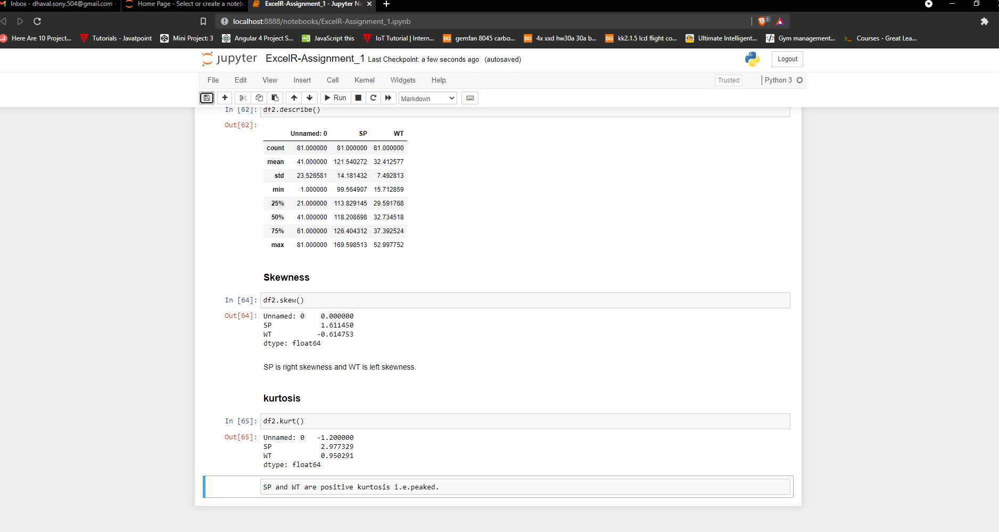 Inbox - dhaval.sony.504@gmail.com -
Home Page - Select or create a noteb
ExcelR-Assignment_1 - Jupyter No
localhost:8888/notebooks/ExcelR-Assignment_1.ipynb
1
Here Are 10 Project...
Tutorials - Javatpoint
Mini Project: 3
Angular 4 Project S...
JavaScript this
IoT Tutorial | Intern...
BG gemfan 8045 carbo...
BG 4x xxd hw30a 30a b...
BG kk2.1.5 lcd flight co...
Ultimate Intelligent...
Gym management...
Courses - Great Lea...
jupyter ExcelR-Assignment_1 Last Checkpoint: a few seconds ago (autosaved)
Logout
File Edit View Insert Cell Kernel Widgets Help
Trusted
Python 3
Run
Markdown
In [62]: df2.describe()
Out[62]:
Unnamed: 0 SP WT
count 81.000000 81.000000 81.000000
mean 41.000000 121.540272 32.412577
std 23.526581 14.181432 7.492813
min 1.000000 99.564907 15.712859
25% 21.000000 113.829145 29.591768
50% 41.000000 118.208698 32.734518
75% 61.000000 126.404312 37.392524
max 81.000000 169.598513 52.997752
Skewness
In [64]: df2.skew()
Out[64]: Unnamed: 0 0.000000
SP 1.611450
WT -0.614753
dtype: float64
SP is right skewness and WT is left skewness.
kurtosis
In [65]: df2.kurt()
Out[65]: Unnamed: 0 -1.200000
SP 2.977329
WT 0.950291
dtype: float64
SP and WT are positive kurtosis i.e.peaked.